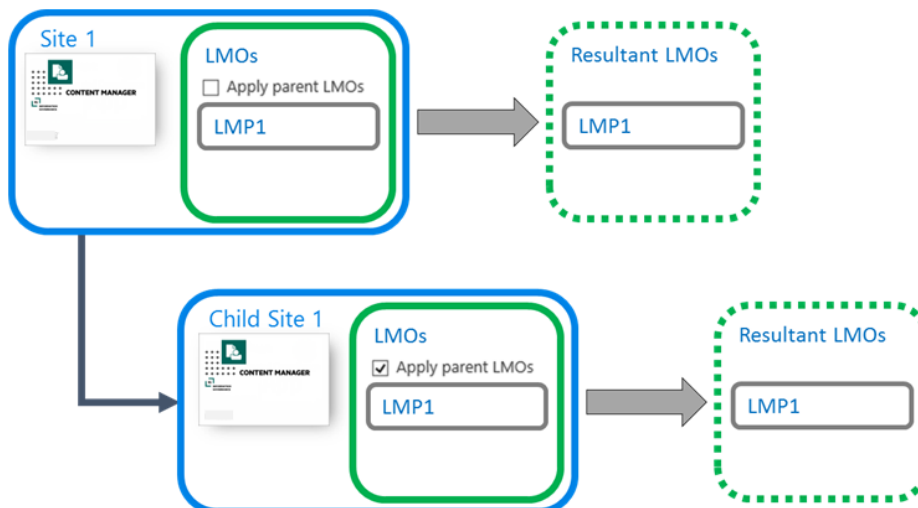 Site 1
CONTENT MANAGER
LMOs
Apply parent LMOs
LMP1
Resultant LMOs
LMP1
Child Site 1
CONTENT MANAGER
LMOs
Apply parent LMOs
LMP1
Resultant LMOs
LMP1